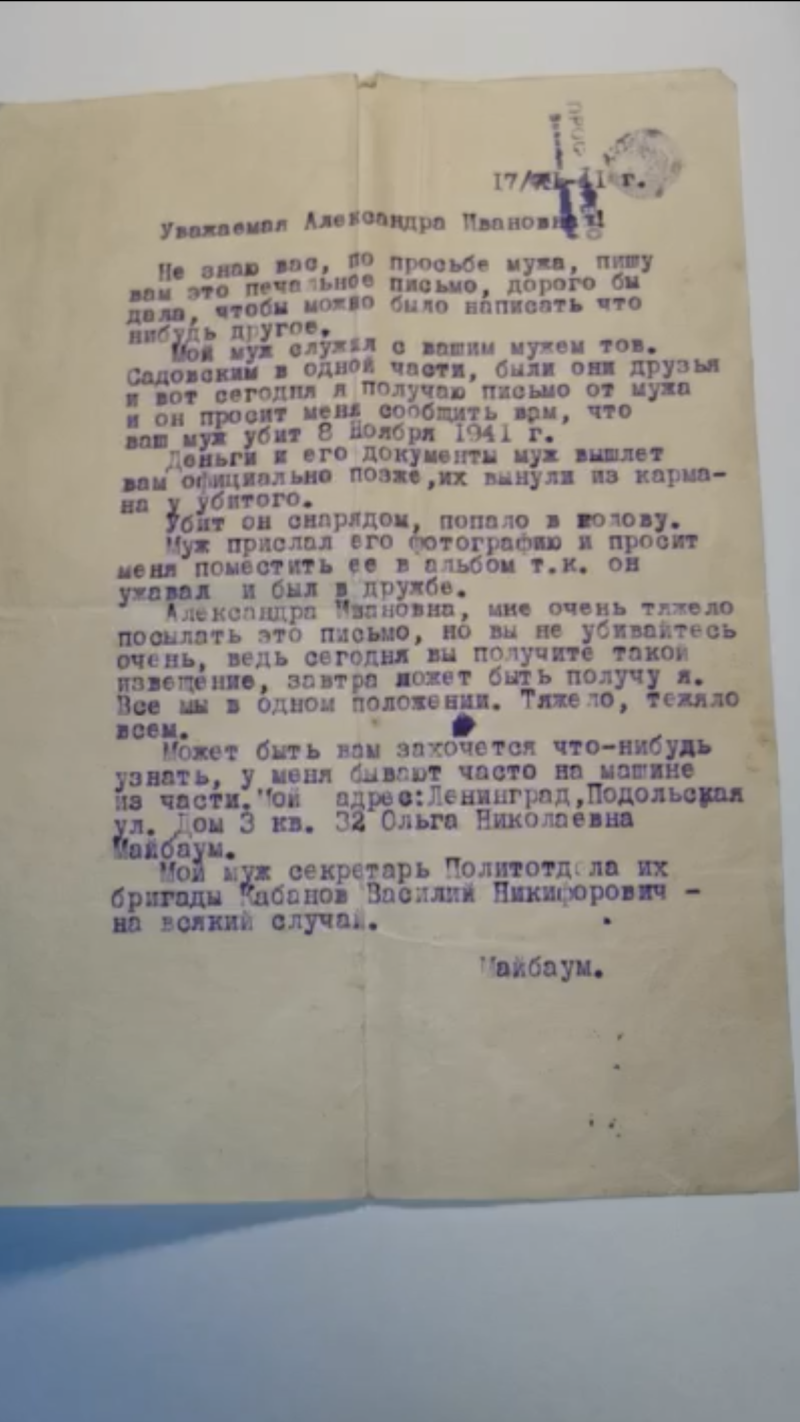 ПРОС
17/XI-41 г.
Уважаемая Александра Ивановна!
Не знаю вас, по просьбе мужа, пишу
вам это печальное письмо, дорого бы
дала, чтобы можно было написать что
нибудь другое.
Мой муж служил с вашим мужем тов.
Садовским в одной части, были они друзья
и вот сегодня я получаю письмо от мужа
и он просит меня сообщить вам, что
ваш муж убит 8 Ноября 1941 г.
Деньги и его документы муж вышлет
вам официально позже,их вынули из карма-
на у убитого.
Убит он снарядом, попало в голову.
Муж прислал его фотографию и просит
меня поместить ее в альбом т.к. он
ужавал и был в дружбе.
Александра Ивановна, мне очень тяжело
посылать это письмо, но вы не убивайтесь
очень, ведь сегодня вы получите такой
извещение, завтра может быть получу я.
Все мы в одном положении. Тяжело, тежяло
всем.
Может быть вам захочется что-нибудь
узнать, у меня бывают часто на машине
из части.Мой адрес:Ленинград,Подольская
ул. Дом 3 кв. 32 Ольга Николаевна
Майбаум.
Мой муж секретарь Политотдела их
бригады Кабанов Василий Никифорович -
на всякий случай.
Майбаум.